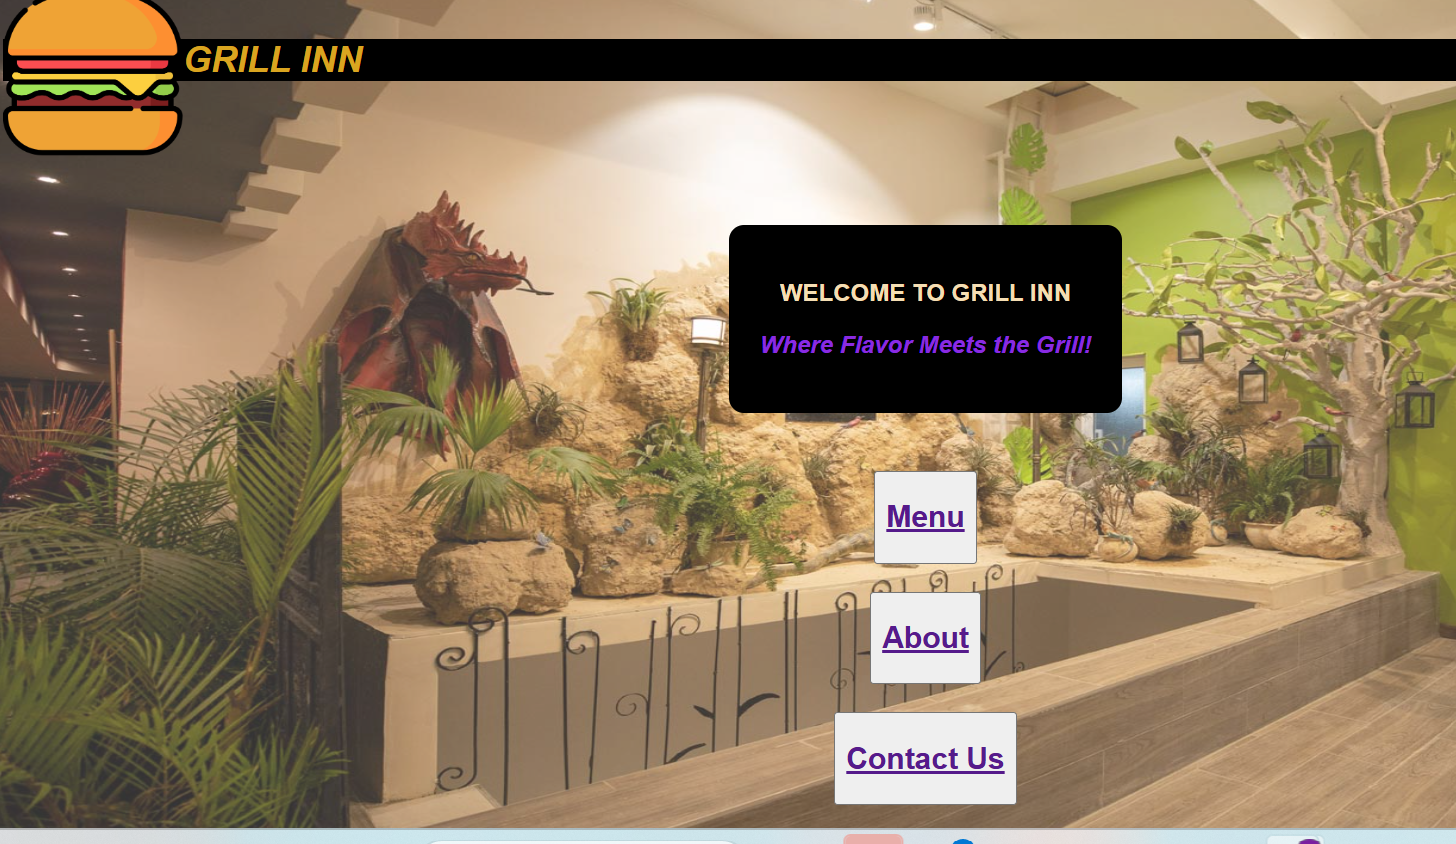 GRILL INN
WELCOME TO GRILL INN
Where Flavor Meets the Grill!
Menu
About
Contact Us